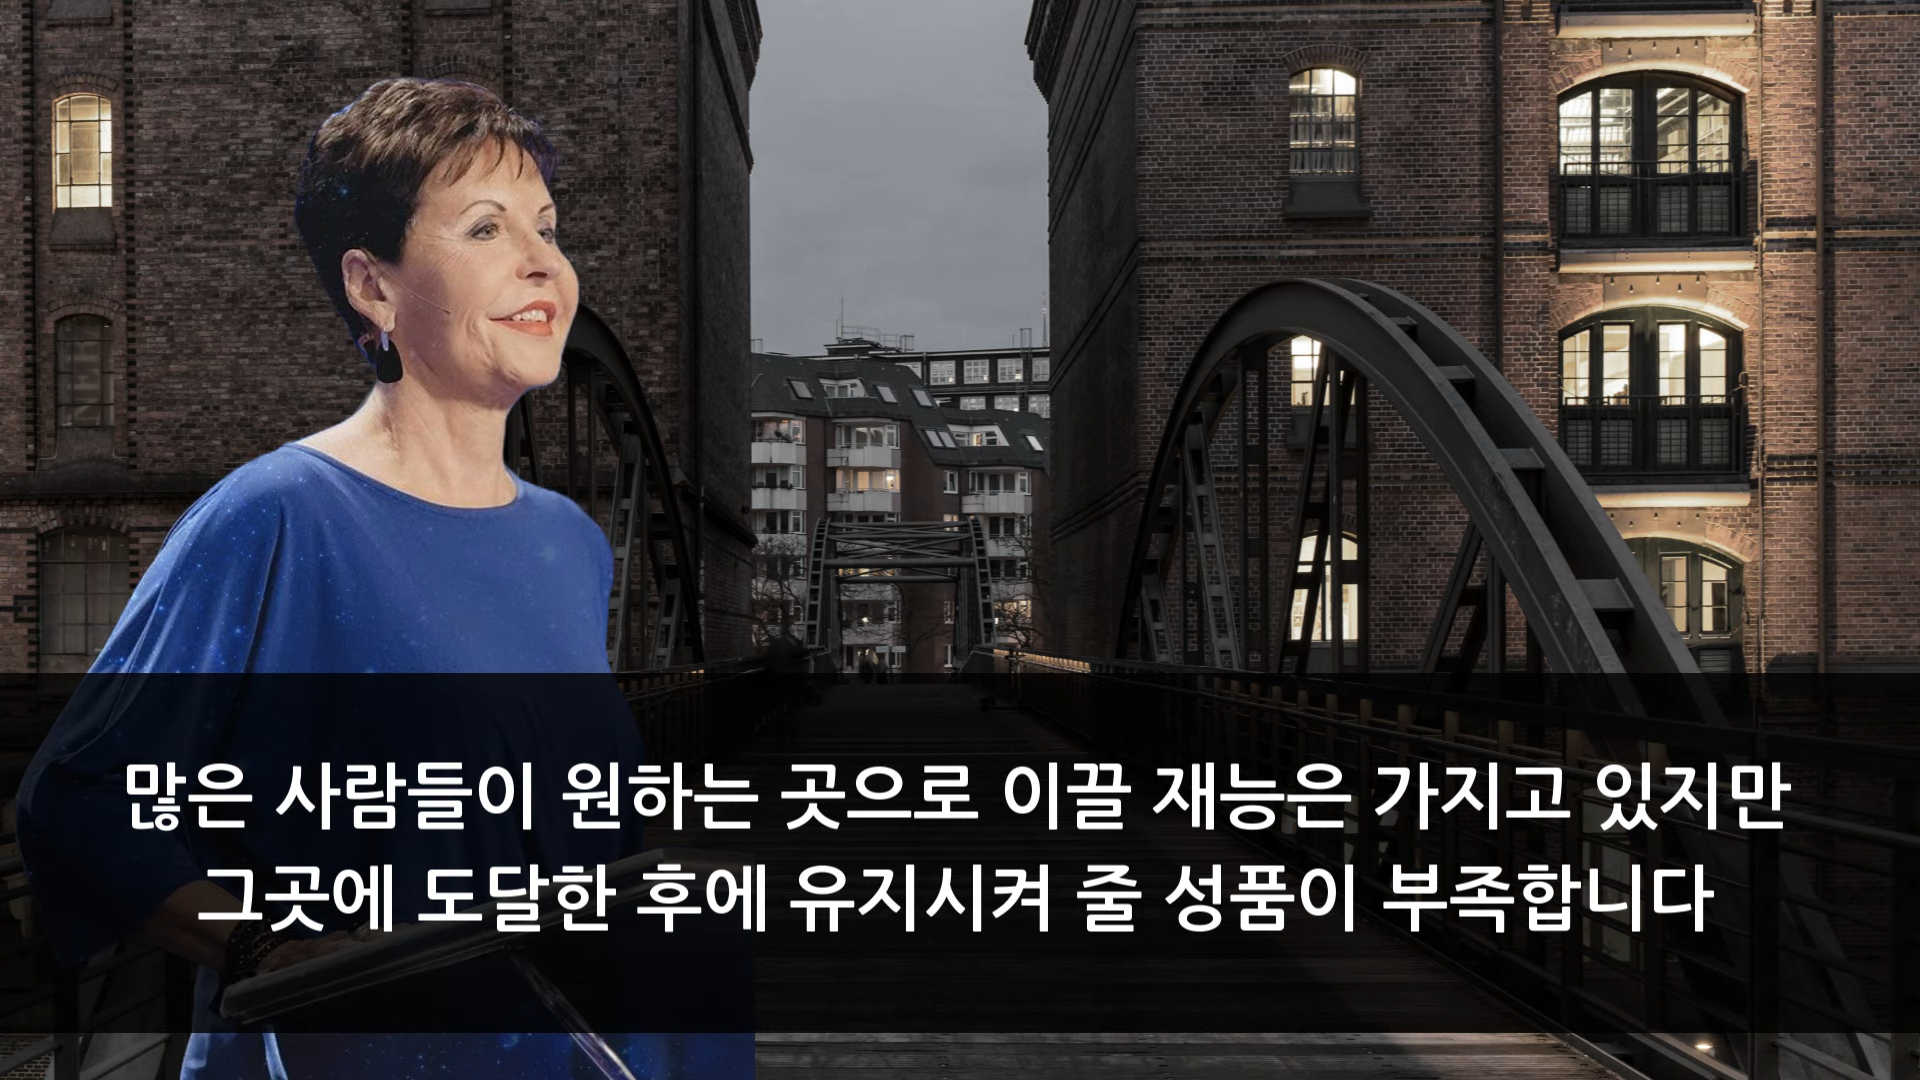 많은 사람들이 원하는 곳으로 이끌 재능은 가지고 있지만
그곳에 도달한 후에 유지시켜 줄 성품이 부족합니다